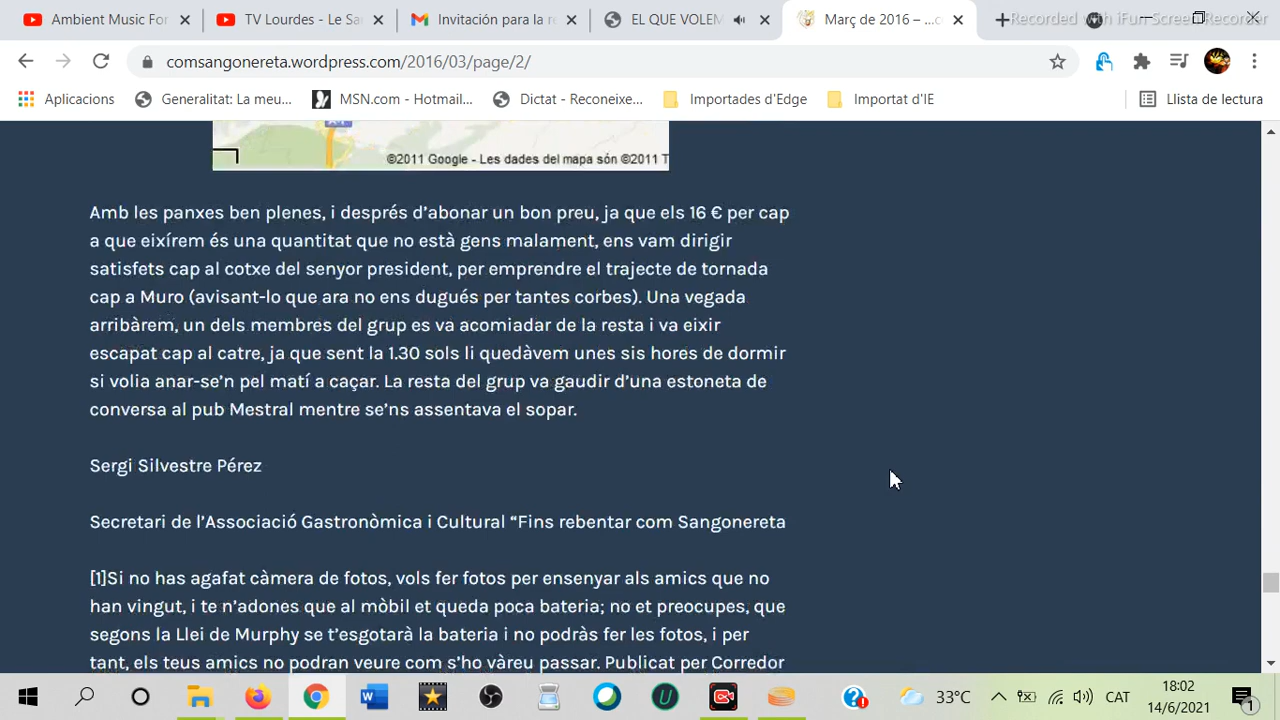 Ambient Music For
TV Lourdes - Le Sa
Invitación para la r
EL QUE VOLEM
Març de 2016 – ...c
Recorded with iFun Screen Recorder
comsangonereta.wordpress.com/2016/03/page/2/
Aplicacions
Generalitat: La meu...
MSN.com - Hotmail...
Dictat - Reconeixe...
Importades d'Edge
Importat d'IE
Llista de lectura
©2011 Google - Les dades del mapa són ©2011 T
Amb les panxes ben plenes, i després d’abonar un bon preu, ja que els 16 € per cap
a que eixírem és una quantitat que no està gens malament, ens vam dirigir
satisfets cap al cotxe del senyor president, per emprendre el trajecte de tornada
cap a Muro (avisant-lo que ara no ens dugués per tantes corbes). Una vegada
arribàrem, un dels membres del grup es va acomiadar de la resta i va eixir
escapat cap al catre, ja que sent la 1.30 sols li quedàvem unes sis hores de dormir
si volia anar-se’n pel matí a caçar. La resta del grup va gaudir d’una estoneta de
conversa al pub Mestral mentre se’ns assentava el sopar.
Sergi Silvestre Pérez
Secretari de l’Associació Gastronòmica i Cultural “Fins rebentar com Sangonereta
[1]Si no has agafat càmera de fotos, vols fer fotos per ensenyar als amics que no
han vingut, i te n’adones que al mòbil et queda poca bateria; no et preocupes, que
segons la Llei de Murphy se t’esgotarà la bateria i no podràs fer les fotos, i per
tant, els teus amics no podran veure com s’ho vàreu passar. Publicat per Corredor
33°C
CAT
18:02
14/6/2021
1